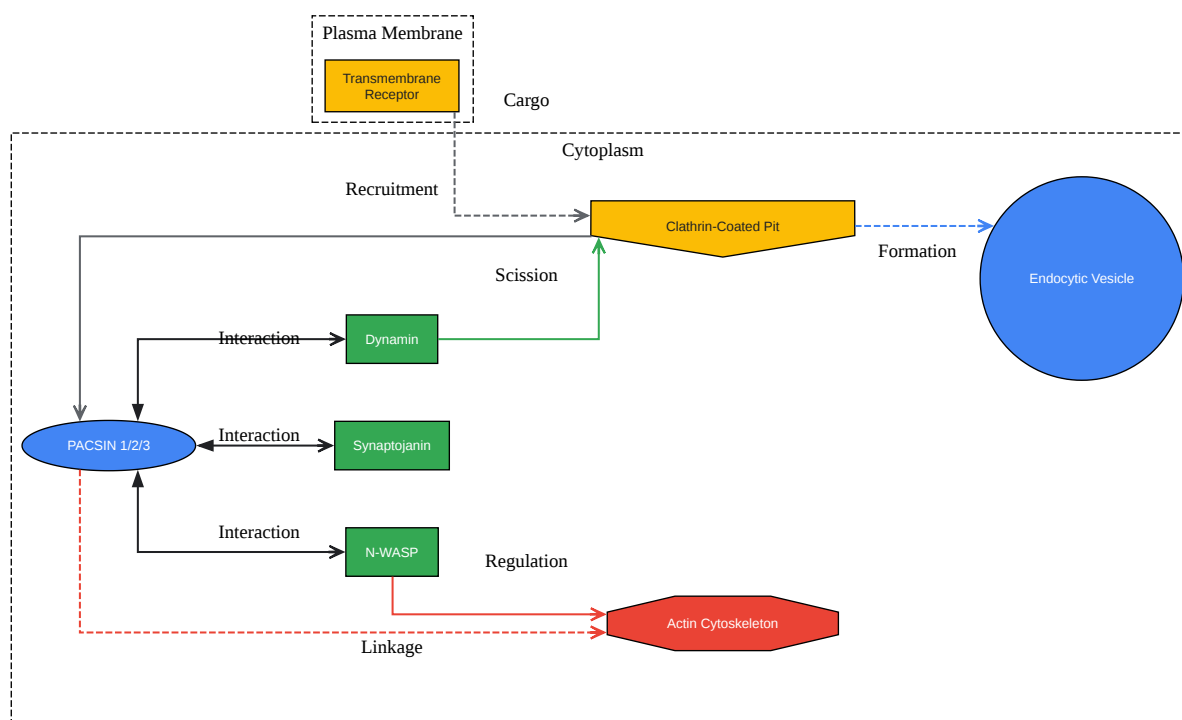 Plasma Membrane
Transmembrane
Receptor
Cargo
Cytoplasm
Recruitment
Clathrin-Coated Pit
Formation
Endocytic Vesicle
Scission
Interaction
Dynamin
PACSIN 1/2/3
Interaction
Synaptojanin
Interaction
N-WASP
Regulation
Actin Cytoskeleton
Linkage